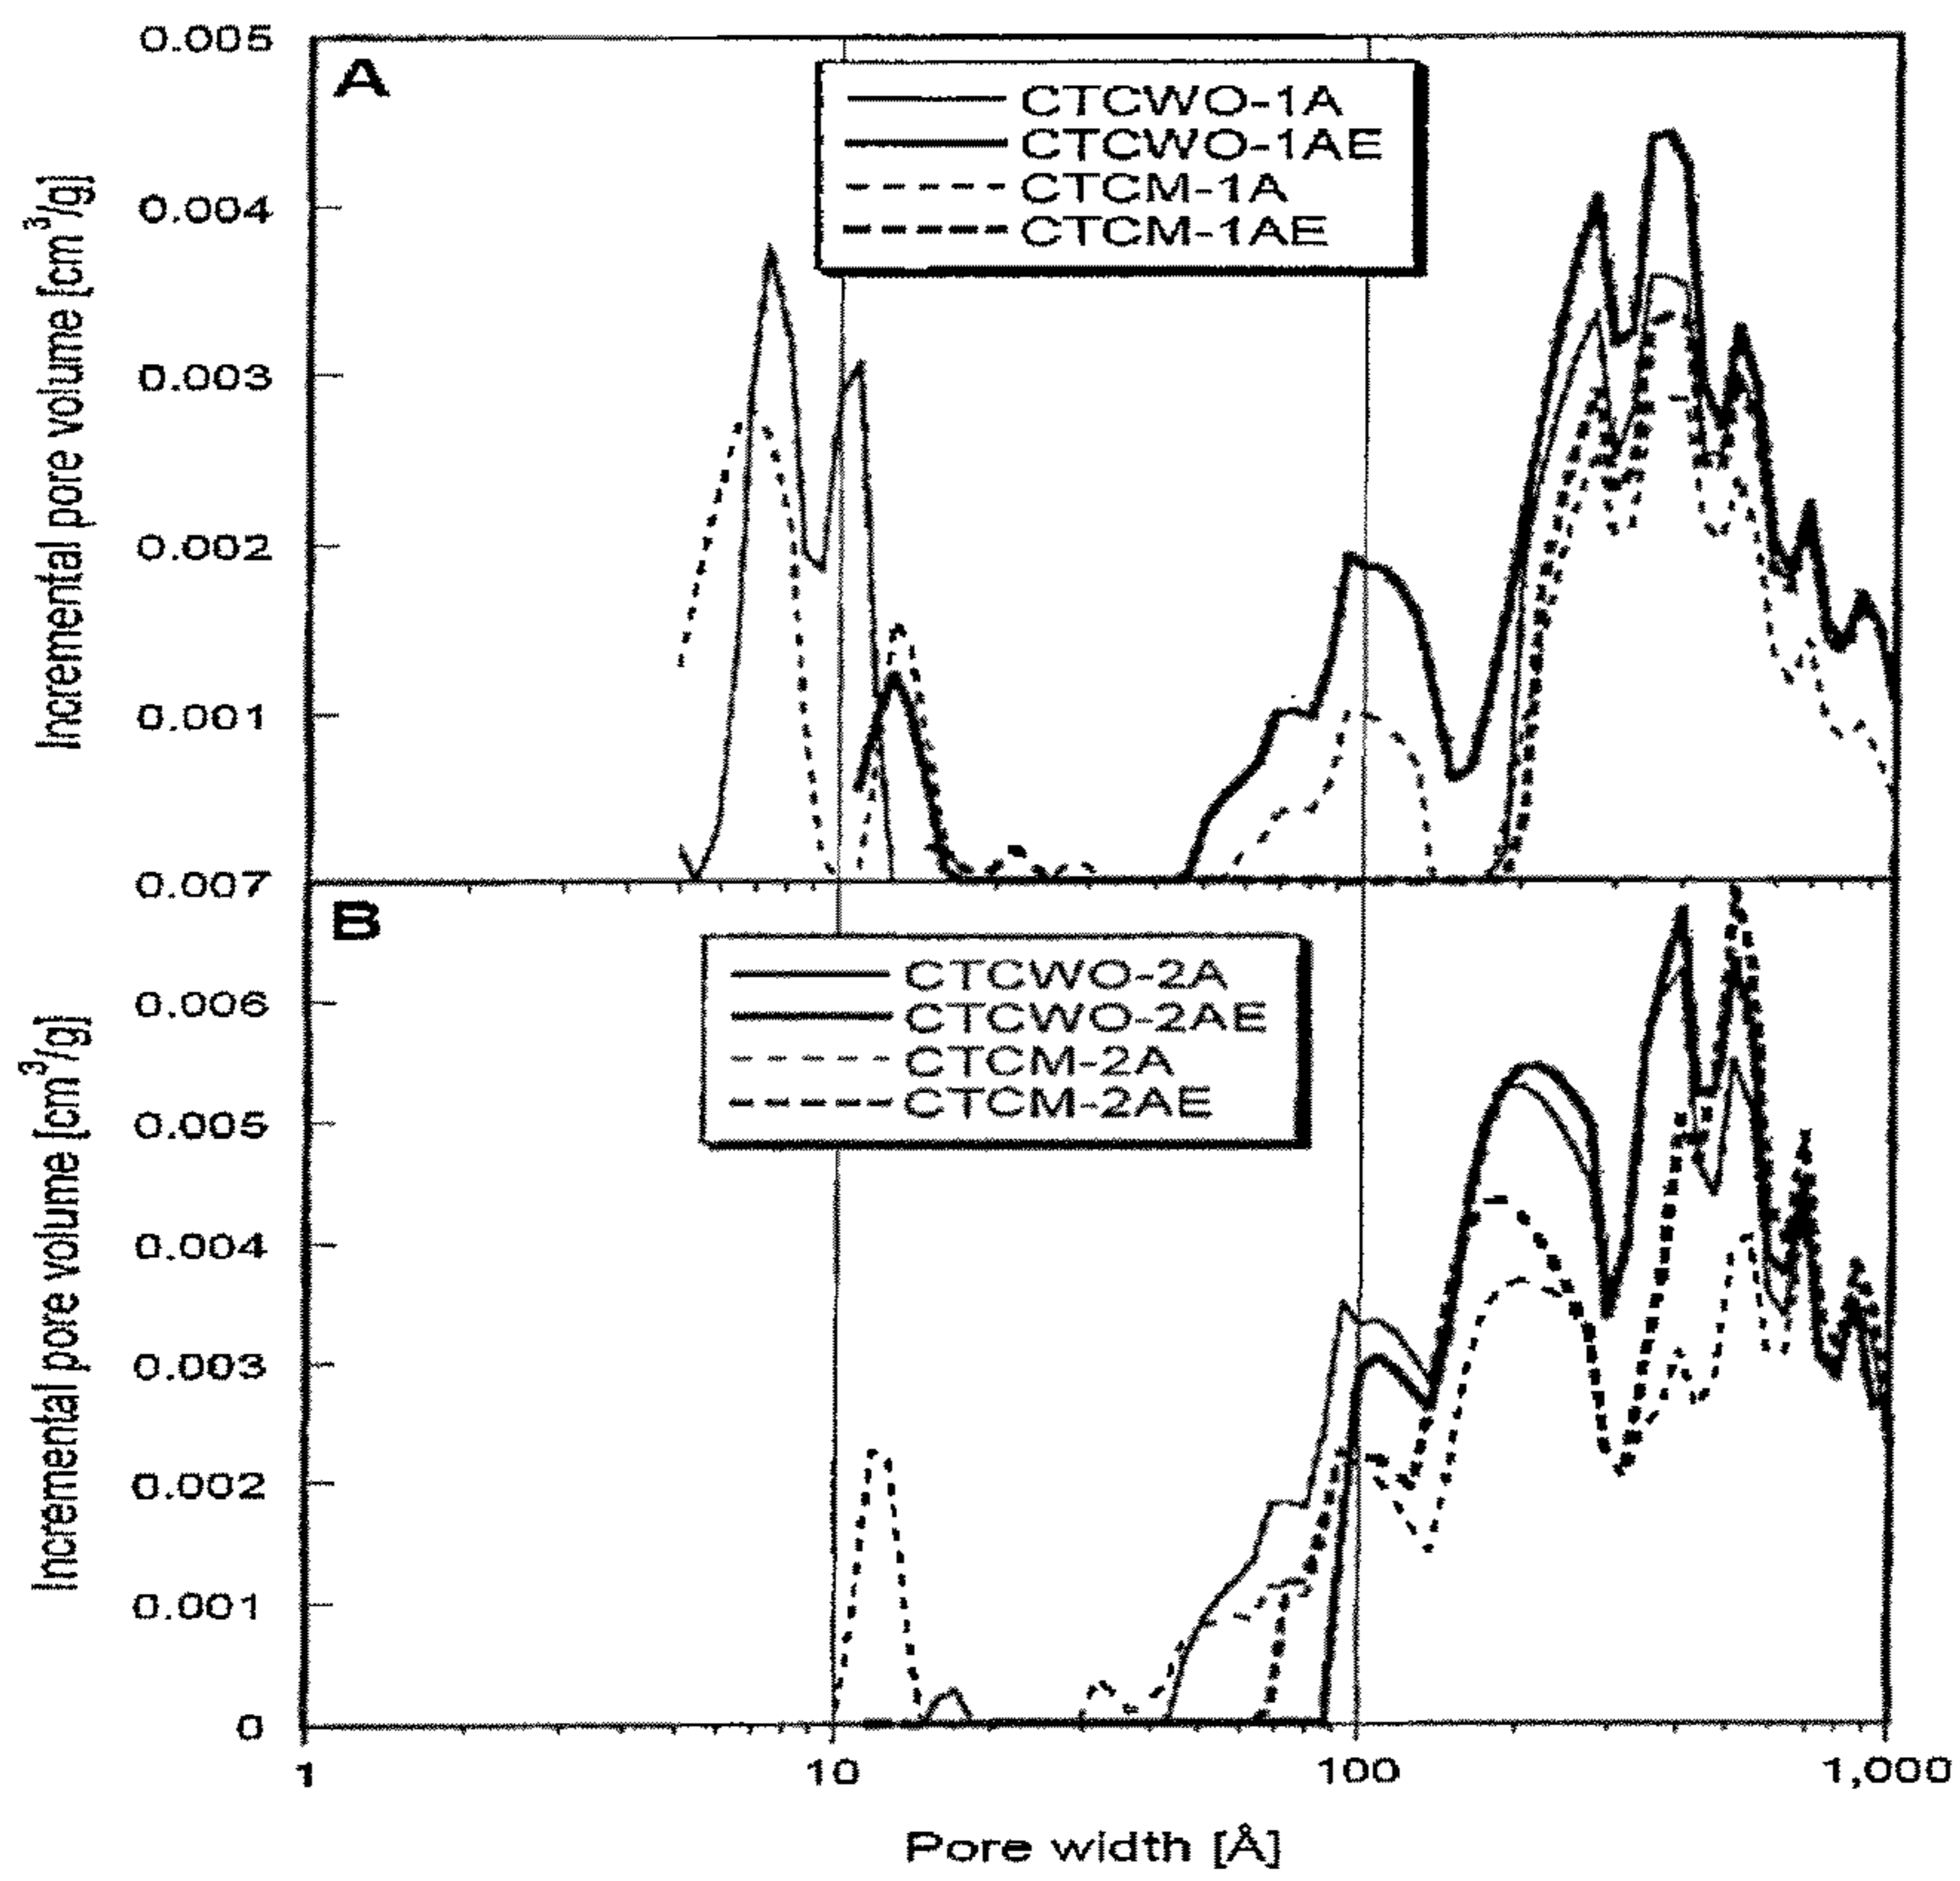 0.005
A
CTCWO-1A
CTCWO-1AE
CTCM-1A
CTCM-1AE
0.004
0.003
0.002
0.001
Incremental pore volume [cm³/g]
0.007
B
CTCWO-2A
CTCWO-2AE
CTCM-2A
CTCM-2AE
0.006
0.005
0.004
0.003
0.002
0.001
0
Incremental pore volume [cm³/g]
1 10 100 1,000
Pore width [Å]